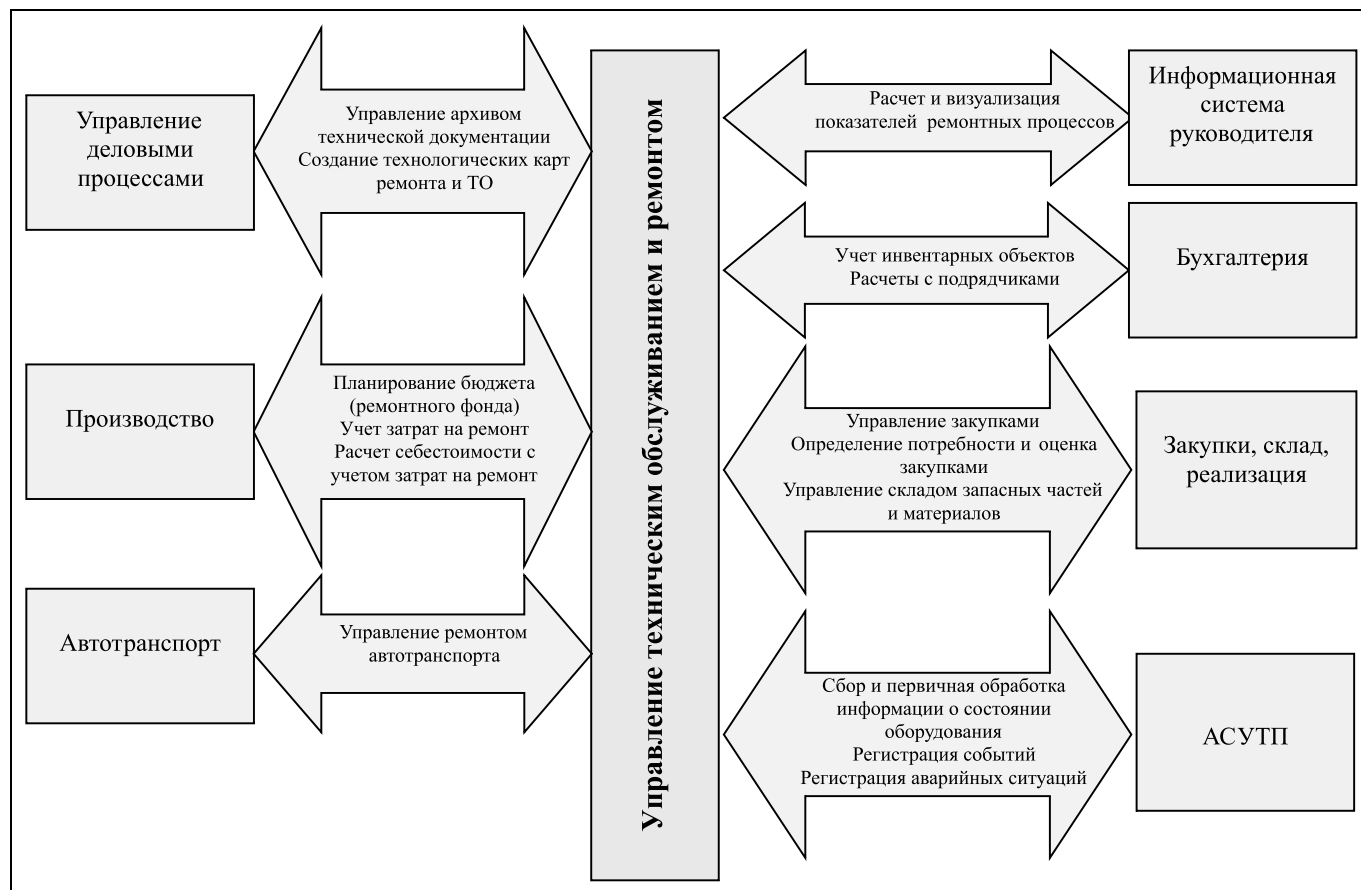 Управление
деловыми
процессами
Управление архивом
технической документации
Создание технологических карт
ремонта и ТО
Производство
Планирование бюджета
(ремонтного фонда)
Учет затрат на ремонт
Расчет себестоимости с
учетом затрат на ремонт
Автотранспорт
Управление ремонтом
автотранспорта
Управление техническим обслуживанием и ремонтом
Расчет и визуализация
показателей ремонтных процессов
Информационная
система
руководителя
Учет инвентарных объектов
Расчеты с подрядчиками
Бухгалтерия
Управление закупками
Определение потребности и оценка
закупками
Управление складом запасных частей
и материалов
Закупки, склад,
реализация
Сбор и первичная обработка
информации о состоянии
оборудования
Регистрация событий
Регистрация аварийных ситуаций
АСУТП